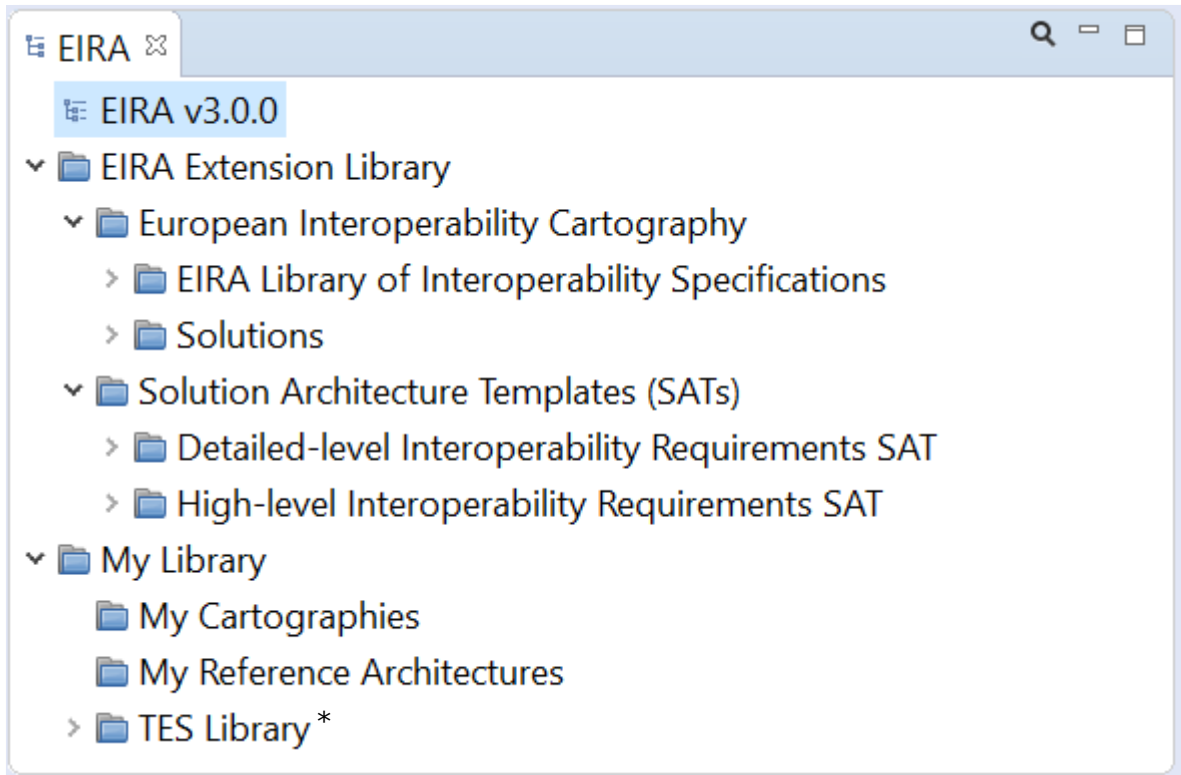 EIRA
EIRA v3.0.0
EIRA Extension Library
European Interoperability Cartography
EIRA Library of Interoperability Specifications
Solutions
Solution Architecture Templates (SATs)
Detailed-level Interoperability Requirements SAT
High-level Interoperability Requirements SAT
My Library
My Cartographies
My Reference Architectures
TES Library*